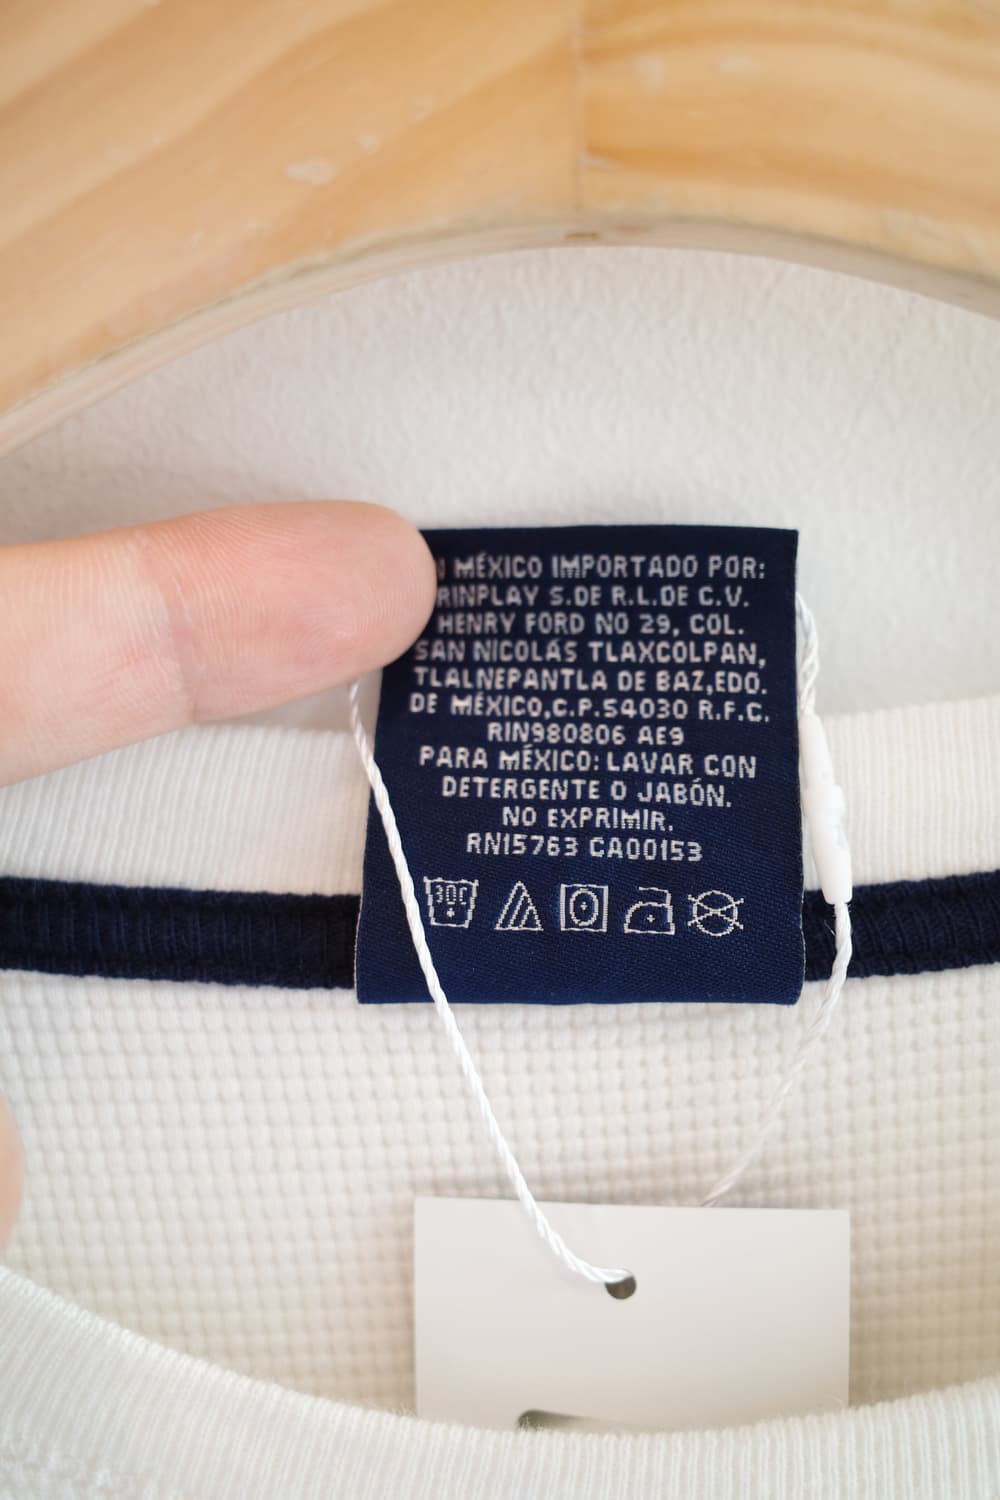 MÉXICO IMPORTADO POR:
RINPLAY S.DE R.L.DE C.V.
HENRY FORD NO 29, COL.
SAN NICOLÁS TLAXCOLPAN,
TLALNEPANTLA DE BAZ,EDO.
DE MÉXICO,C.P.54030 R.F.C.
RIN980806 AE9
PARA MÉXICO: LAVAR CON
DETERGENTE O JABÓN.
NO EXPRIMIR.
RN15763 CA00153
30C